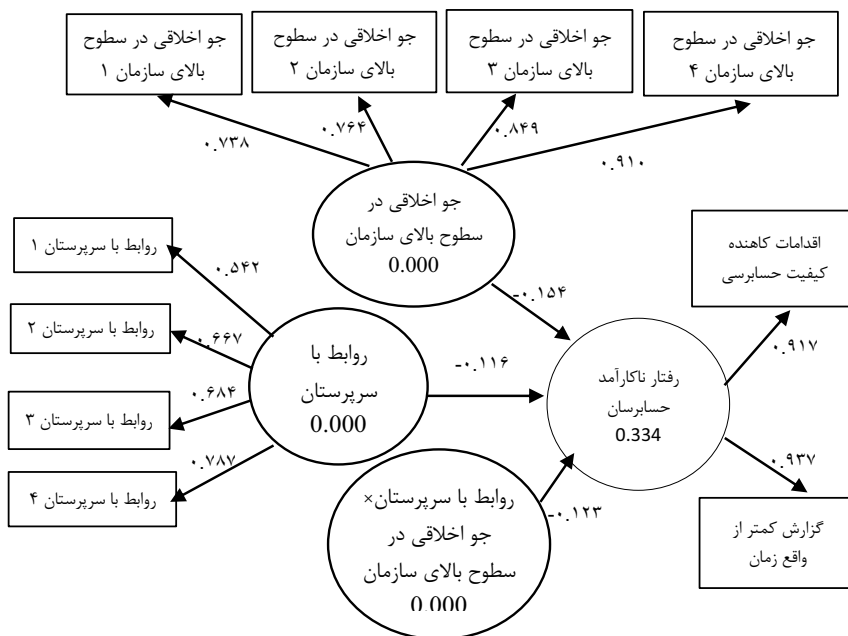 جو اخلاقی در سطوح
بالای سازمان ۱
جو اخلاقی در سطوح
بالای سازمان ۲
جو اخلاقی در سطوح
بالای سازمان ۳
جو اخلاقی در سطوح
بالای سازمان ۴
۰.۷۳۸
۰.۷۶۴
۰.۸۴۹
۰.۹۱۰
جو اخلاقی در
سطوح بالای سازمان
0.000
روابط با سرپرستان ۱
روابط با سرپرستان ۲
روابط با سرپرستان ۳
روابط با سرپرستان ۴
۰.۵۴۲
۰.۶۶۷
۰.۶۸۴
۰.۷۸۷
روابط با
سرپرستان
0.000
-۰.۱۵۴
-۰.۱۱۶
-۰.۱۲۳
روابط با سرپرستان×
جو اخلاقی در
سطوح بالای سازمان
0.000
رفتار ناکارآمد
حسابرسان
0.334
۰.۹۱۷
۰.۹۳۷
اقدامات کاهنده
کیفیت حسابرسی
گزارش کمتر از
واقع زمان